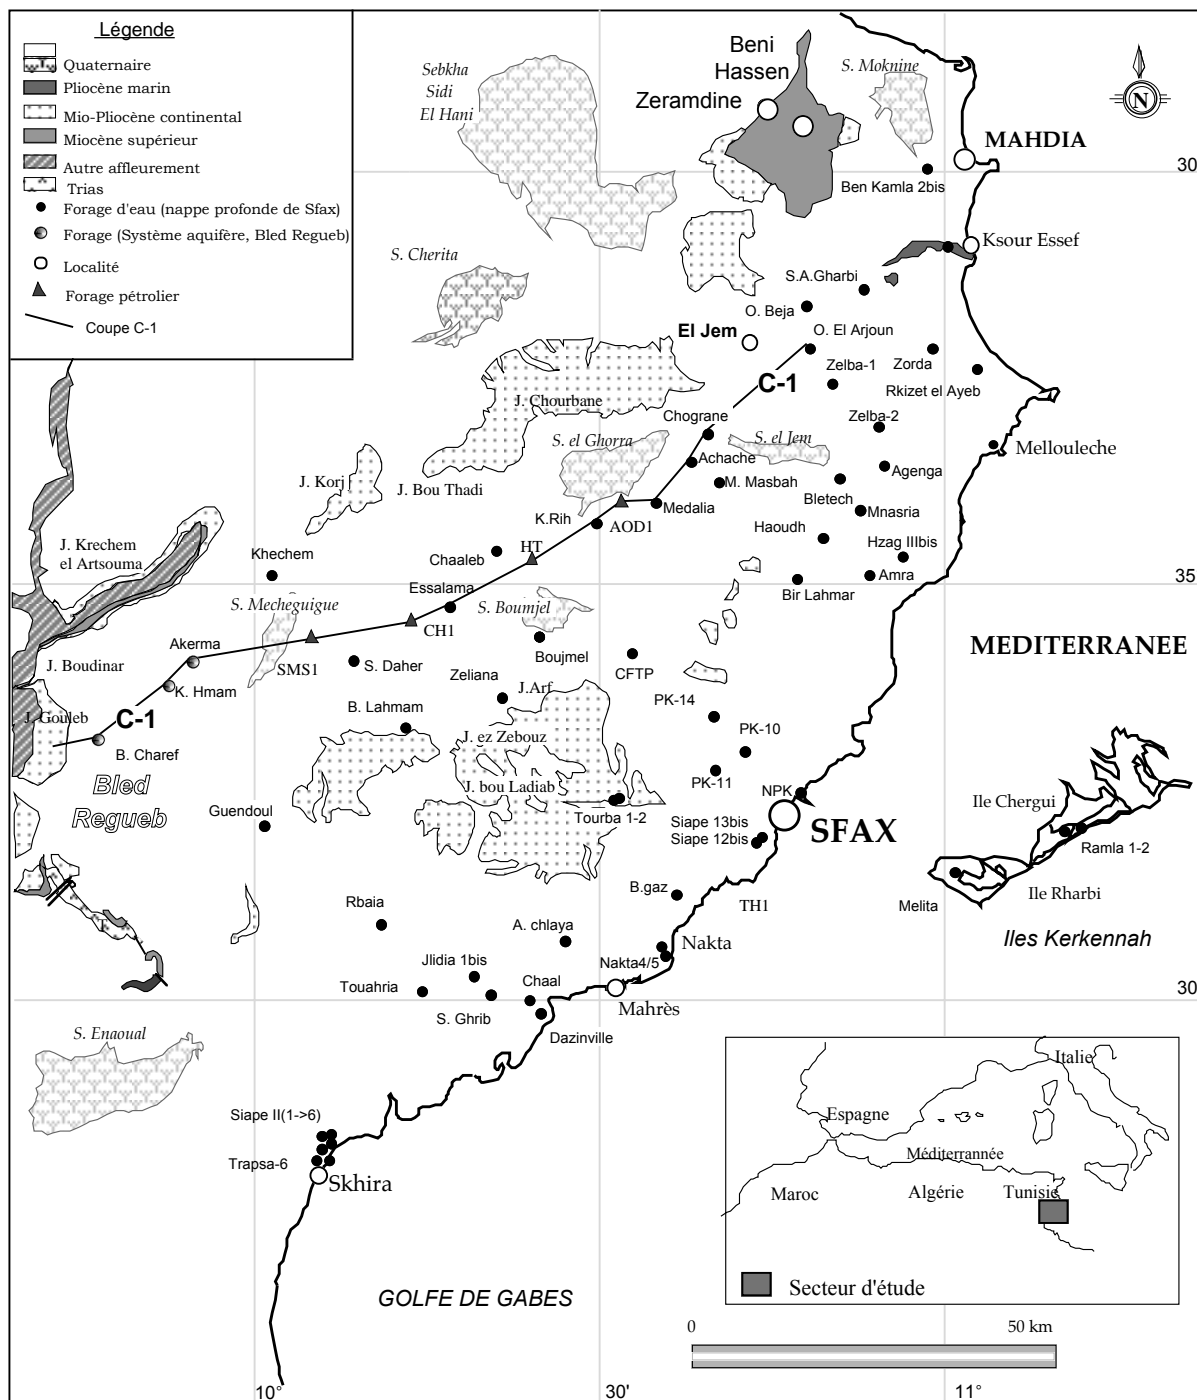 Légende
Quaternaire
Pliocène marin
Mio-Pliocène continental
Miocène supérieur
Autre affleurement
Trias
Forage d'eau (nappe profonde de Sfax)
Forage (Système aquifère, Bled Regueb)
Localité
Forage pétrolier
Coupe C-1
Sebkha
Sidi
El Hani
Beni
Hassen
Zeramdine
S. Moknine
N
MAHDIA
30
Ben Kamla 2bis
Ksour Essef
S. Cherita
S.A.Gharbi
O. Beja
El Jem
O. El Arjoun
Zelba-1
Zorda
Rkizet el Ayeb
C-1
J. Chourbane
Chograne
Zelba-2
S. el Ghorra
S. el Jem
Mellouleche
Achache
Agenga
J. Korj
J. Bou Thadi
M. Masbah
Bletech
Medalia
Mnasria
K.Rih
AOD1
Haoudh
J. Krechem
el Artsouma
Khechem
Chaaleb
HT
Hzag IIIbis
Amra
35
Essalama
Bir Lahmar
S. Mecheguigue
S. Boumjel
CH1
Akerma
MEDITERRANEE
J. Boudinar
SMS1
S. Daher
Boujmel
CFTP
K. Hmam
Zeliana
J.Arf
PK-14
J. Gouleb
C-1
B. Lahmam
J. ez Zebouz
PK-10
B. Charef
Bled
Regueb
J. bou Ladiab
PK-11
NPK
Ile Chergui
Guendoul
Tourba 1-2
Siape 13bis
Siape 12bis
SFAX
Ramla 1-2
B.gaz
TH1
Melita
Ile Rharbi
Rbaia
T
A. chlaya
Nakta
Iles Kerkennah
Jlidia 1bis
Nakta4/5
Touahria
Chaal
30
S. Ghrib
Mahrès
Dazinville
S. Enaoual
Italie
Siape II(1->6)
Espagne
Méditerrannée
Trapsa-6
Skhira
Maroc
Algérie
Tunisie
GOLFE DE GABES
Secteur d'étude
0
50 km
10°
30'
11°